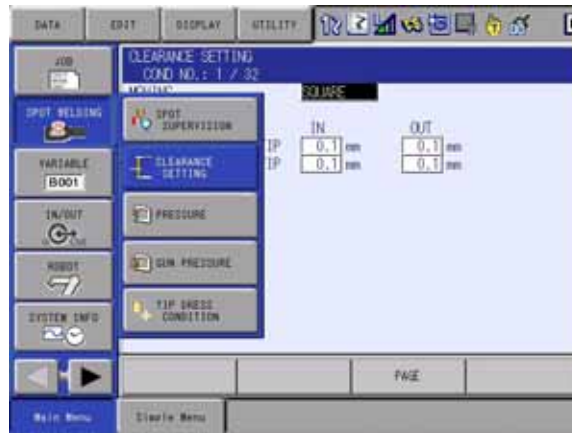 DATA EDIT DISPLAY UTILITY
JOB
CLEARANCE SETTING
COND NO.: 1 / 32
SQUARE
SPOT WELDING
SPOT
SUPERVISION
IN OUT
TIP 0.1 mm 0.1 mm
TIP 0.1 mm 0.1 mm
CLEARANCE
SETTING
VARIABLE
B001
PRESSURE
IN/OUT
GUN PRESSURE
ROBOT
TIP DRESS
CONDITION
SYSTEM INFO
PAGE
Main Menu Simple Menu